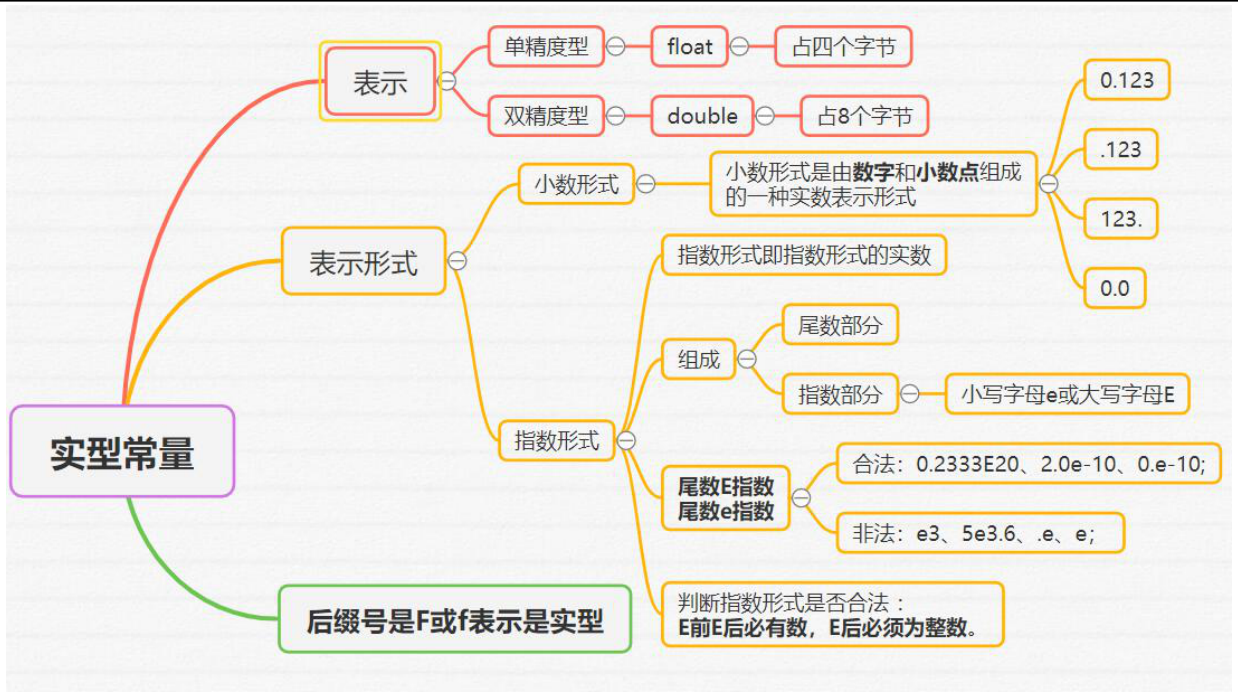 实型常量
表示
单精度型
float
占四个字节
双精度型
double
占8个字节
表示形式
小数形式
小数形式是由数字和小数点组成
的一种实数表示形式
0.123
.123
123.
0.0
指数形式
指数形式即指数形式的实数
组成
尾数部分
指数部分
小写字母e或大写字母E
尾数E指数
尾数e指数
合法：0.2333E20、2.0e-10、0.e-10;
非法：e3、5e3.6、.e、e；
判断指数形式是否合法：
E前E后必有数，E后必须为整数。
后缀号是F或f表示是实型